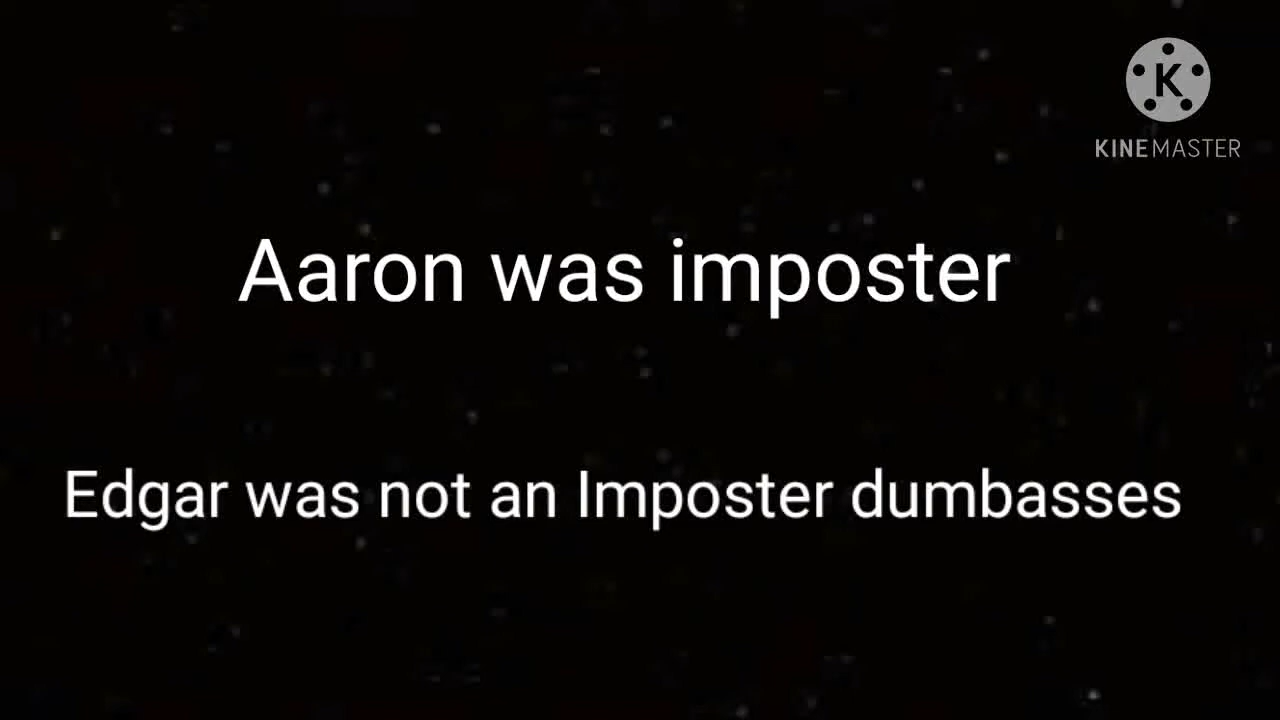 K
KINEMASTER
Aaron was imposter
Edgar was not an Imposter dumbasses